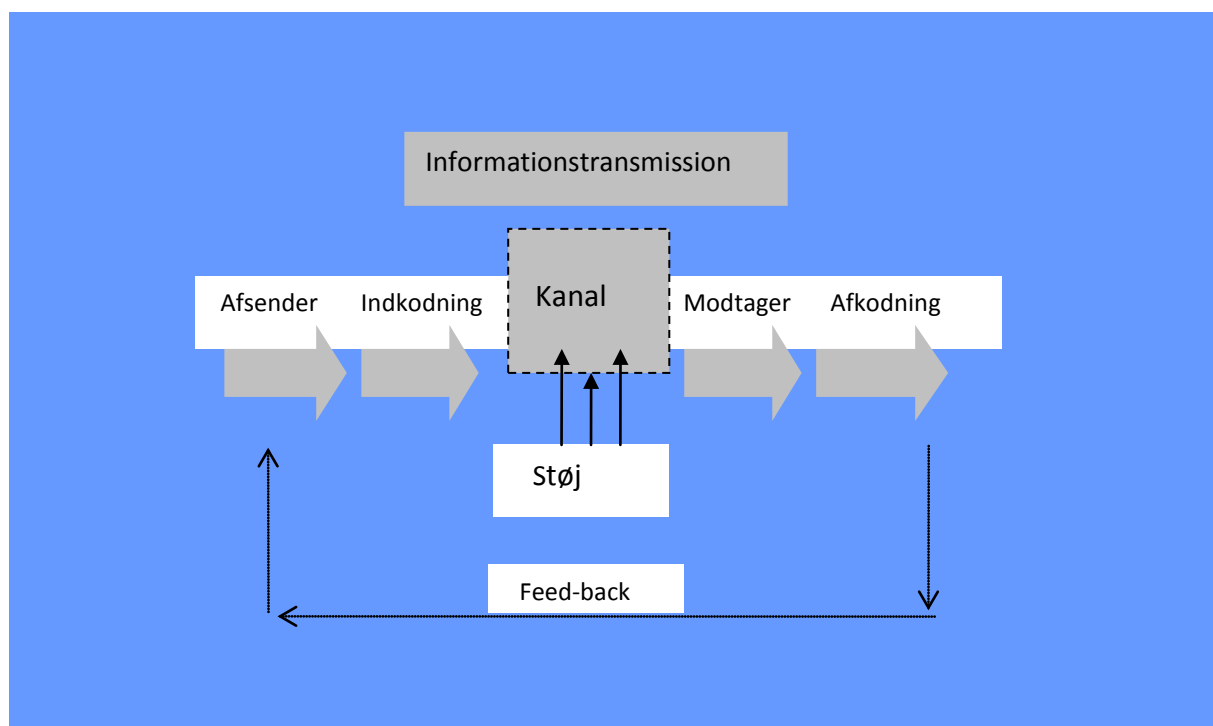 Informationstransmission
Afsender
Indkodning
Kanal
Modtager
Afkodning
Støj
Feed-back